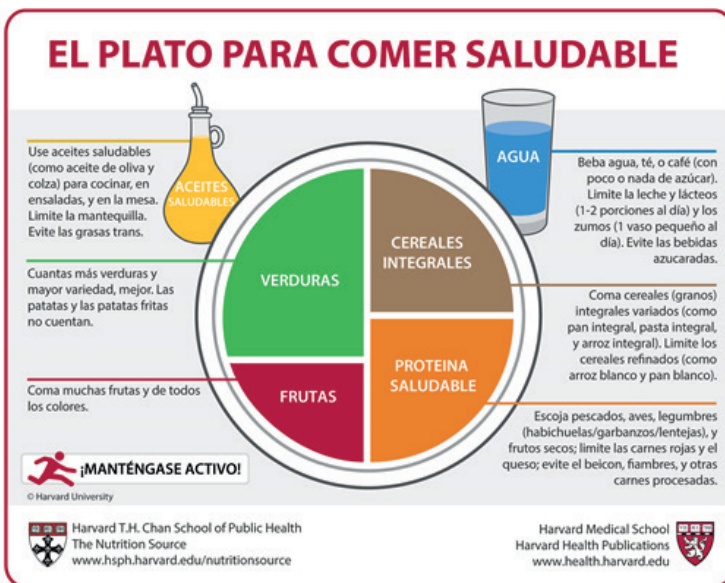 EL PLATO PARA COMER SALUDABLE
Use aceites saludables
(como aceite de oliva y
colza) para cocinar, en
ensaladas, y en la mesa.
Limite la mantequilla.
Evite las grasas trans.
ACEITES
SALUDABLES
AGUA
Beba agua, té, o café (con
poco o nada de azúcar).
Limite la leche y lácteos
(1-2 porciones al día) y los
zumos (1 vaso pequeño al
día). Evite las bebidas
azucaradas.
Cuantas más verduras y
mayor variedad, mejor. Las
patatas y las patatas fritas
no cuentan.
VERDURAS
CEREALES
INTEGRALES
Coma cereales (granos)
integrales variados (como
pan integral, pasta integral,
y arroz integral). Limite los
cereales refinados (como
arroz blanco y pan blanco).
Coma muchas frutas y de todos
los colores.
FRUTAS
PROTEINA
SALUDABLE
Escoja pescados, aves, legumbres
(habichuelas/garbanzos/lentejas), y
frutos secos; limite las carnes rojas y el
queso; evite el beicon, fiambres, y otras
carnes procesadas.
¡MANTÉNGASE ACTIVO!
© Harvard University
Harvard T.H. Chan School of Public Health
The Nutrition Source
www.hsph.harvard.edu/nutritionsource
Harvard Medical School
Harvard Health Publications
www.health.harvard.edu